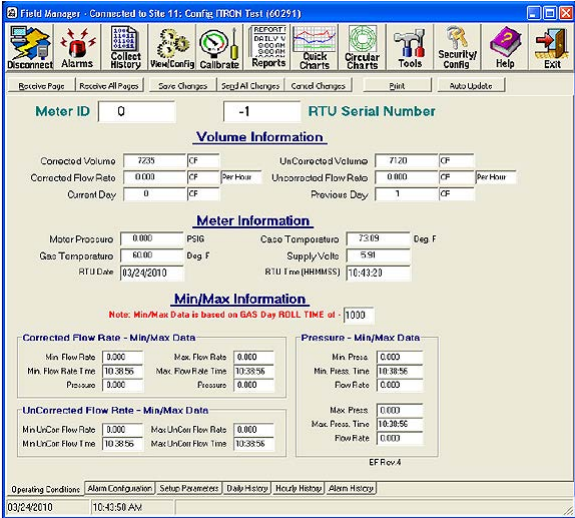 Field Manager - Connected to Site 11: Config ITRON Test (60291)
Disconnect Alarms Collect History View/Config Calibrate REPORT! DAILY V 9:00AM 9:00AM Reports Quick Charts Circular Charts Tools Security/ Config Help Exit
Receive Page Receive All Pages Save Changes Send All Changes Cancel Changes Print Auto Update
Meter ID 0 -1 RTU Serial Number
Volume Information
Corrected Volume 7235 CF UnCorrected Volume 7120 CF
Corrected Flow Rate 0.000 CF Per Hour Uncorrected Flow Rate 0.000 CF Per Hour
Current Day 0 CF Previous Day 1 CF
Meter Information
Meter Pressure 0.000 PSIG Case Temperature 73.09 Deg. F
Gas Temperature 60.00 Deg. F Supply Volts 5.91
RTU Date 03/24/2010 RTU Time (HHMMSS) 10:43:20
Min/Max Information
Note: Min/Max Data is based on GAS Day ROLL TIME of - 1000
Corrected Flow Rate - Min/Max Data Pressure - Min/Max Data
Min. Flow Rate 0.000 Max. Flow Rate 0.000 Min. Press 0.000
Min. Flow Rate Time 10:38:56 Max. Flow Rate Time 10:38:56 Min. Press. Time 10:38:56
Pressure 0.000 Pressure 0.000 Flow Rate 0.000
UnCorrected Flow Rate - Min/Max Data Max Press 0.000
Min UnCorr Flow Rate 0.000 Max UnCorr Flow Rate 0.000 Max. Press. Time 10:38:56
Min UnCorr Flow Time 10:38:56 Max UnCorr Flow Time 10:38:56 Flow Rate 0.000
EF Rev.4
Operating Conditions Alarm Configuration Setup Parameters Daily History Hourly History Alarm History
03/24/2010 10:43:50 AM